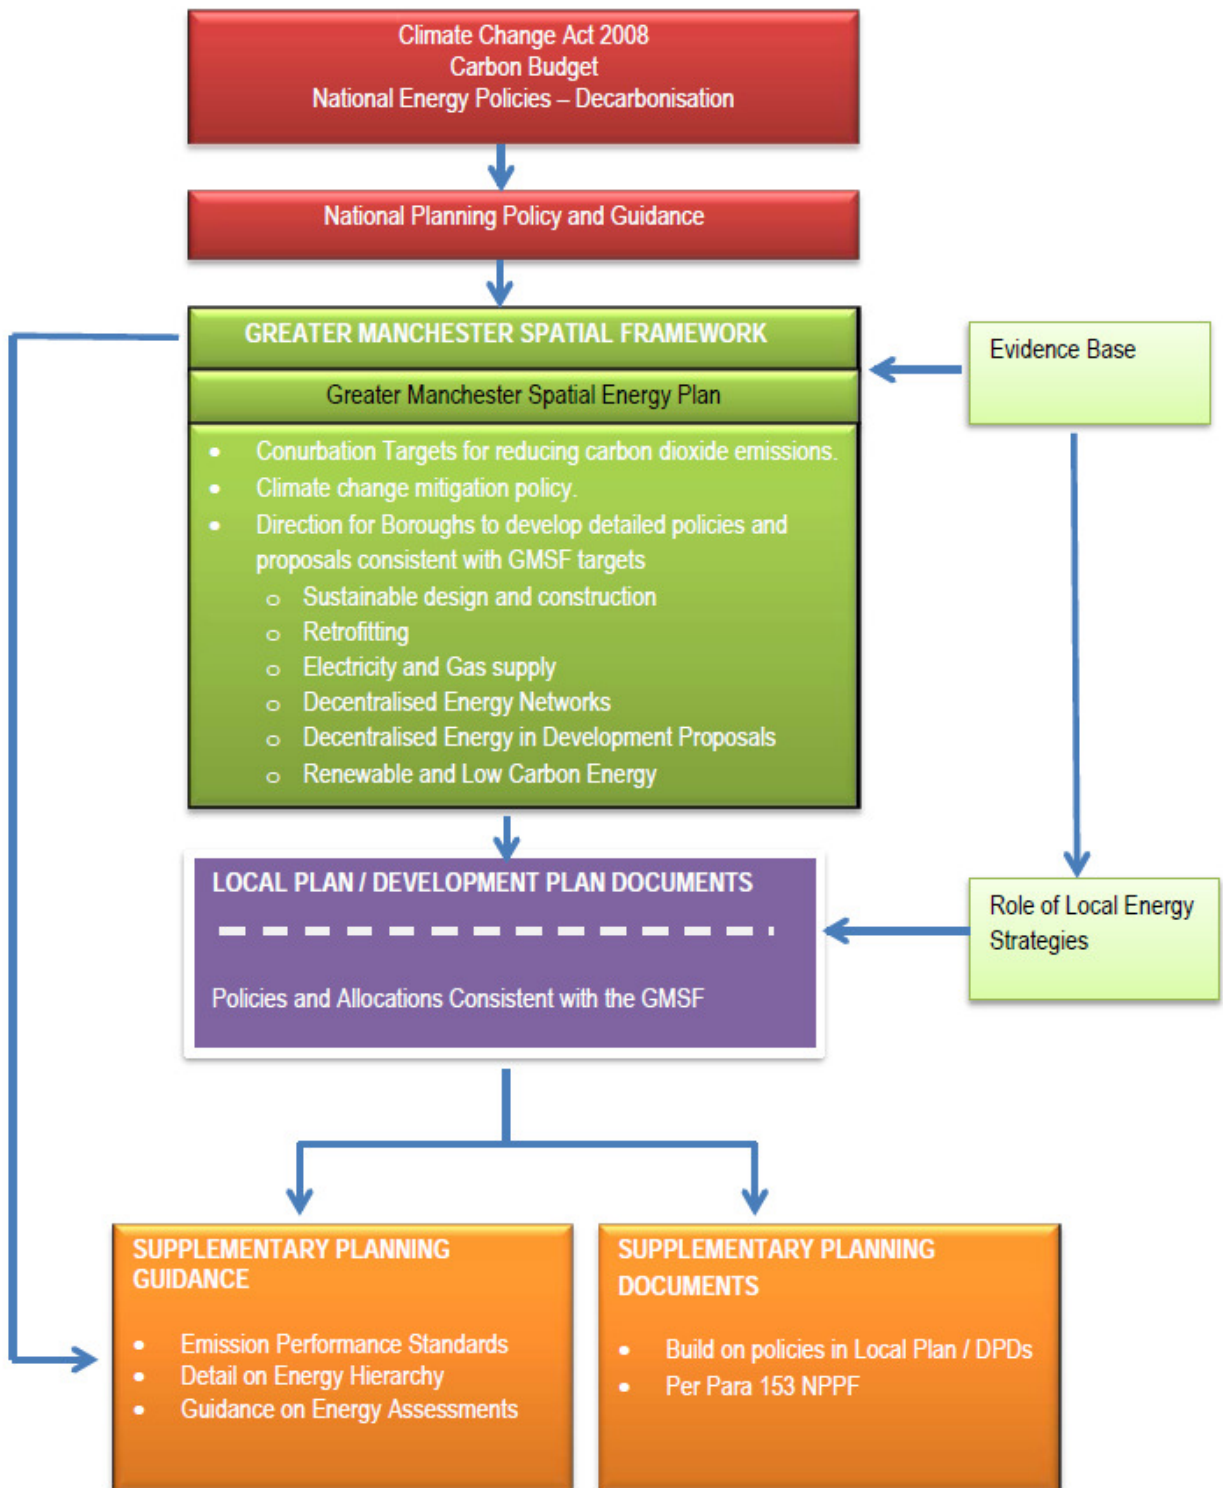 Climate Change Act 2008
Carbon Budget
National Energy Policies – Decarbonisation
National Planning Policy and Guidance
GREATER MANCHESTER SPATIAL FRAMEWORK
Greater Manchester Spatial Energy Plan
• Conurbation Targets for reducing carbon dioxide emissions.
• Climate change mitigation policy.
• Direction for Boroughs to develop detailed policies and
proposals consistent with GMSF targets
o Sustainable design and construction
o Retrofitting
o Electricity and Gas supply
o Decentralised Energy Networks
o Decentralised Energy in Development Proposals
o Renewable and Low Carbon Energy
Evidence Base
LOCAL PLAN / DEVELOPMENT PLAN DOCUMENTS
Policies and Allocations Consistent with the GMSF
Role of Local Energy
Strategies
SUPPLEMENTARY PLANNING
GUIDANCE
• Emission Performance Standards
• Detail on Energy Hierarchy
• Guidance on Energy Assessments
SUPPLEMENTARY PLANNING
DOCUMENTS
• Build on policies in Local Plan / DPDs
• Per Para 153 NPPF